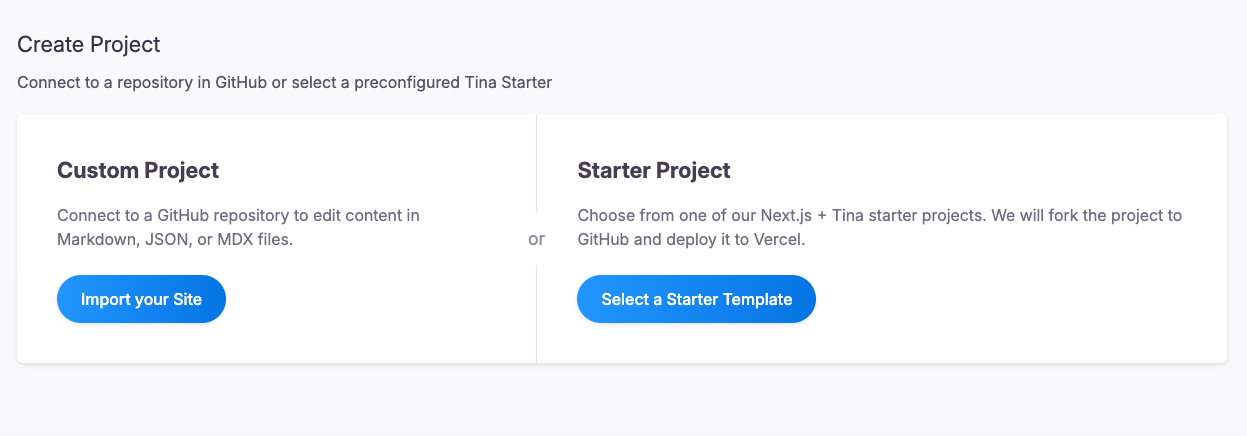 Create Project
Connect to a repository in GitHub or select a preconfigured Tina Starter
Custom Project
Connect to a GitHub repository to edit content in
Markdown, JSON, or MDX files.
Import your Site
or
Starter Project
Choose from one of our Next.js + Tina starter projects. We will fork the project to
GitHub and deploy it to Vercel.
Select a Starter Template